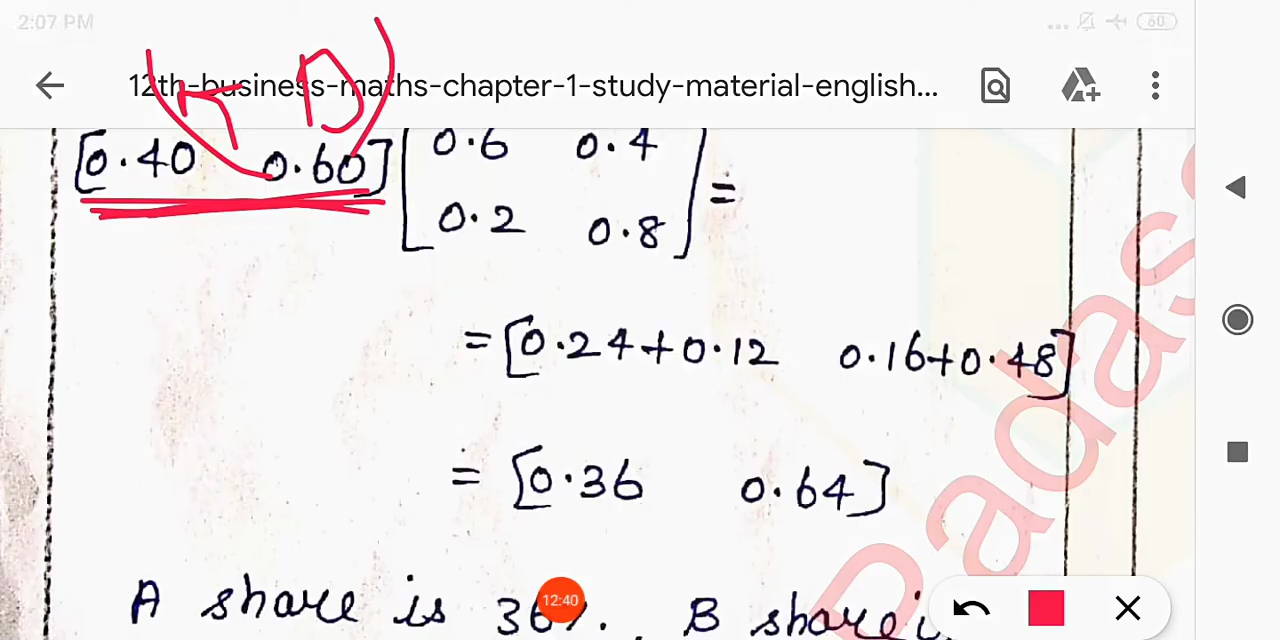 2:07 PM 60
12th-business-maths-chapter-1-study-material-english...
[0.40 0.60] [0.6 0.4
0.2 0.8] =
= [0.24+0.12 0.16+0.48]
= [0.36 0.64]
A share is 36%. B share
12:40
Dadas